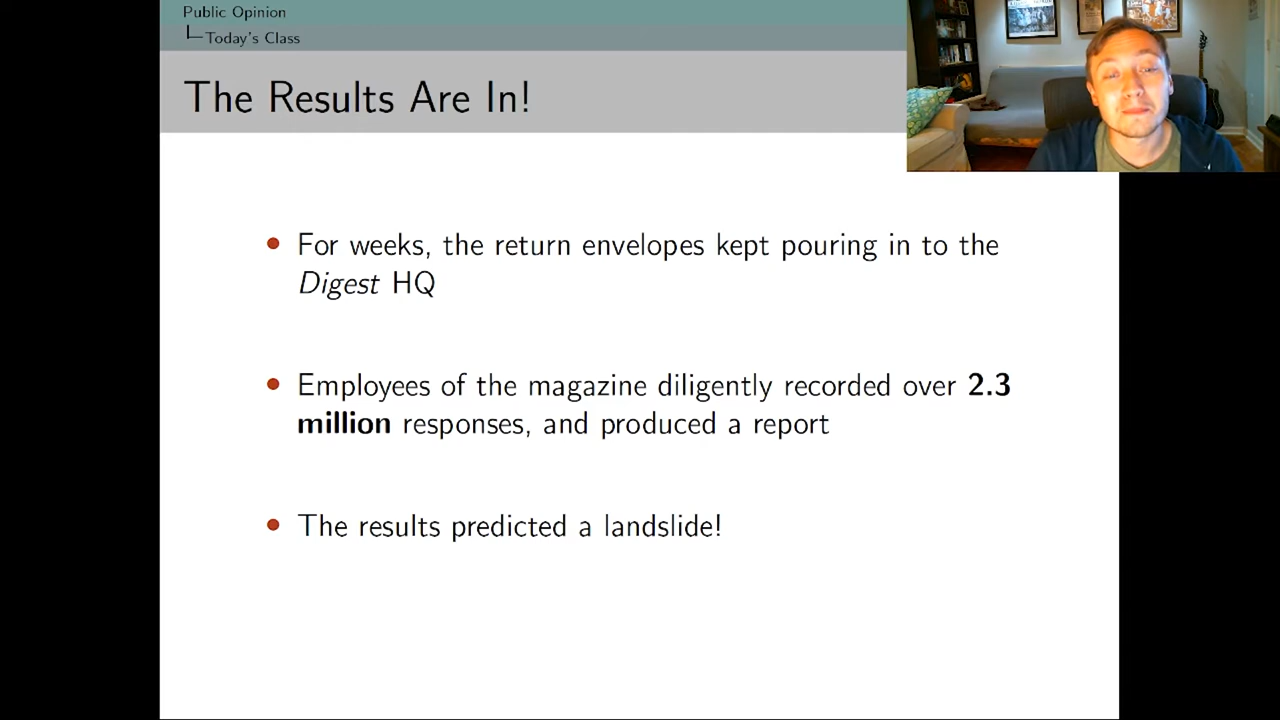 Public Opinion
Today's Class
The Results Are In!
For weeks, the return envelopes kept pouring in to the
Digest HQ
Employees of the magazine diligently recorded over 2.3
million responses, and produced a report
The results predicted a landslide!